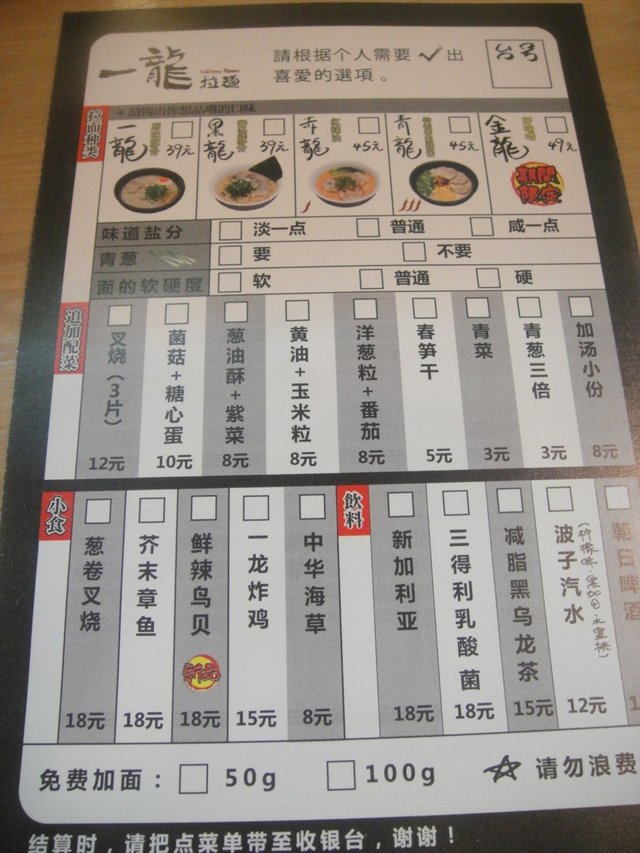 一龍
拉麵
請根据个人需要✓出
喜愛的選項。
台号
拉面种类
一龍
39元
黑龍
39元
赤龍
45元
青龍
45元
金龍
49元
期間
限定
味道盐分
淡一点
普通
咸一点
青葱
要
不要
面的软硬度
软
普通
硬
追加配菜
叉烧(3片)
12元
菌菇+糖心蛋
10元
葱油酥+紫菜
8元
黄油+玉米粒
8元
洋葱粒+番茄
8元
春笋干
5元
青菜
3元
青葱三倍
3元
加汤小份
8元
小食
葱卷叉烧
18元
芥末章鱼
18元
鲜辣鸟贝
新品
18元
一龙炸鸡
15元
中华海草
8元
飲料
新加利亚
18元
三得利乳酸菌
18元
减脂黑乌龙茶
15元
波子汽水
12元
朝日啤酒
免费加面:
50g
100g
请勿浪费
结算时,请把点菜单带至收银台,谢谢!